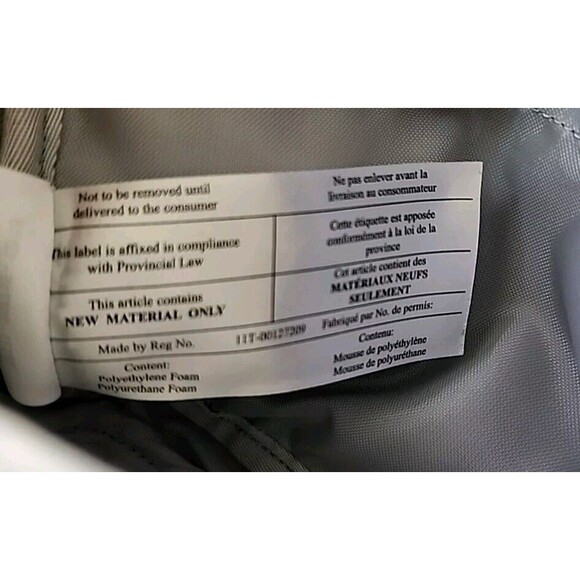 Not to be removed until
delivered to the consumer
This label is affixed in compliance
with Provincial Law
This article contains
NEW MATERIAL ONLY
Made by Reg No.
11T-00127209
Content:
Polyethylene Foam
Polyurethane Foam
Ne pas enlever avant la
livraison au consommateur
Cette étiquette est apposée
conformément à la loi de la
province
Cet article contient des
MATÉRIAUX NEUFS
SEULEMENT
Fabriqué par No. de permis:
Contenu:
Mousse de polyéthylène
Mousse de polyuréthane